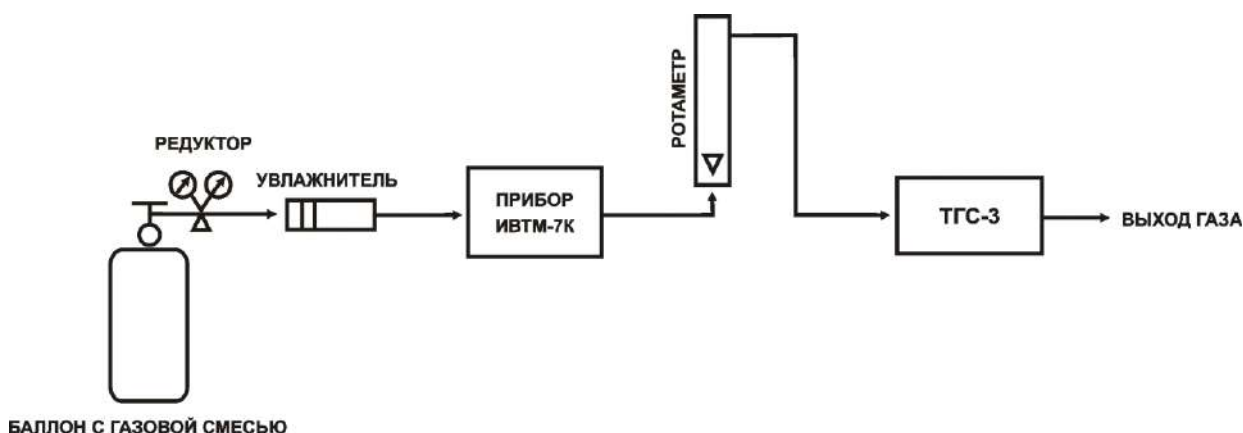 РОТАМЕТР
РЕДУКТОР
УВЛАЖНИТЕЛЬ
ПРИБОР
ИВТМ-7К
ТГС-3
ВЫХОД ГАЗА
БАЛЛОН С ГАЗОВОЙ СМЕСЬЮ